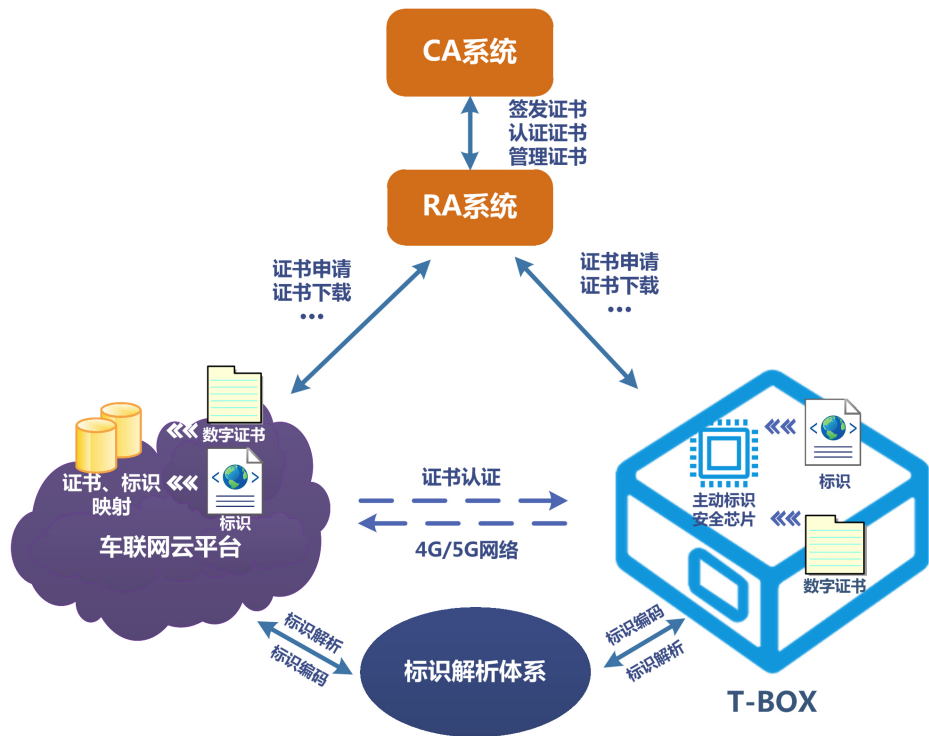 CA系统
签发证书
认证证书
管理证书
RA系统
证书申请
证书下载
...
证书申请
证书下载
...
数字证书
证书、标识
映射
标识
车联网云平台
证书认证
4G/5G网络
标识
主动标识
安全芯片
数字证书
标识解析
标识编码
标识解析体系
标识编码
标识解析
T-BOX